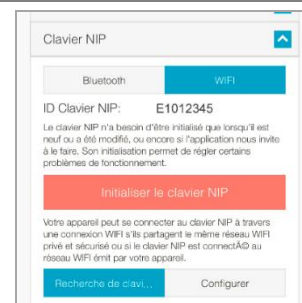 Clavier NIP
Bluetooth WIFI
ID Clavier NIP: E1012345
Le clavier NIP n'a besoin d'être initialisé que lorsqu'il est
neuf ou a été modifié, ou encore si l'application nous invite
à le faire. Son initialisation permet de régler certains
problèmes de fonctionnement.
Initialiser le clavier NIP
Votre appareil peut se connecter au clavier NIP à travers
une connexion WIFI s'ils partagent le même réseau WIFI
privé et sécurisé ou si le clavier NIP est connectÃ© au
réseau WIFI émit par votre appareil.
Recherche de clavi... Configurer